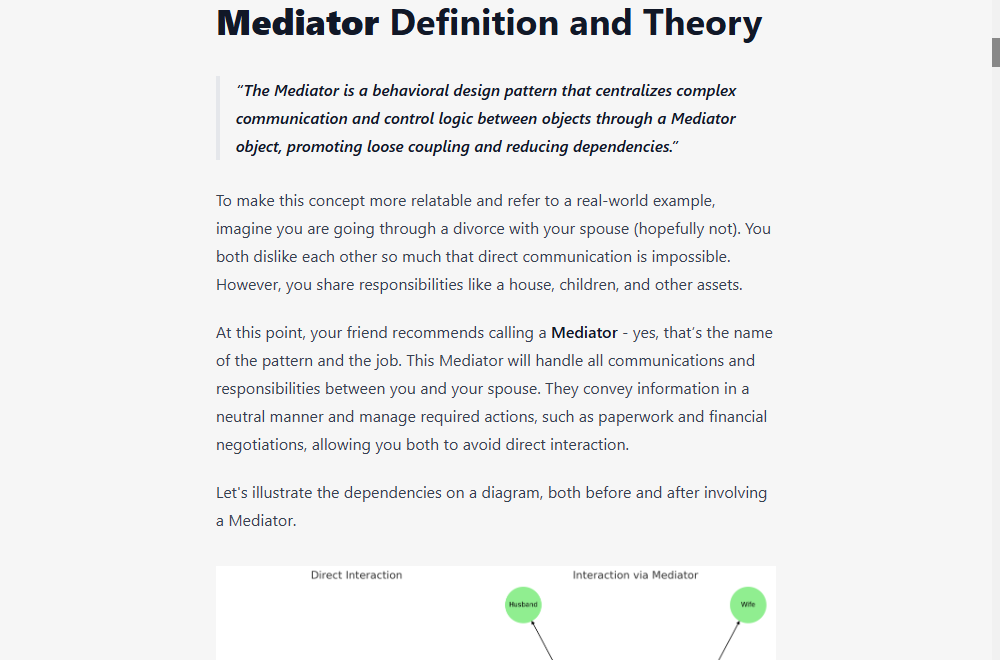 Mediator Definition and Theory
“The Mediator is a behavioral design pattern that centralizes complex
communication and control logic between objects through a Mediator
object, promoting loose coupling and reducing dependencies.”
To make this concept more relatable and refer to a real-world example,
imagine you are going through a divorce with your spouse (hopefully not). You
both dislike each other so much that direct communication is impossible.
However, you share responsibilities like a house, children, and other assets.
At this point, your friend recommends calling a Mediator - yes, that’s the name
of the pattern and the job. This Mediator will handle all communications and
responsibilities between you and your spouse. They convey information in a
neutral manner and manage required actions, such as paperwork and financial
negotiations, allowing you both to avoid direct interaction.
Let's illustrate the dependencies on a diagram, both before and after involving
a Mediator.
Direct Interaction
Interaction via Mediator
Husband
Wife